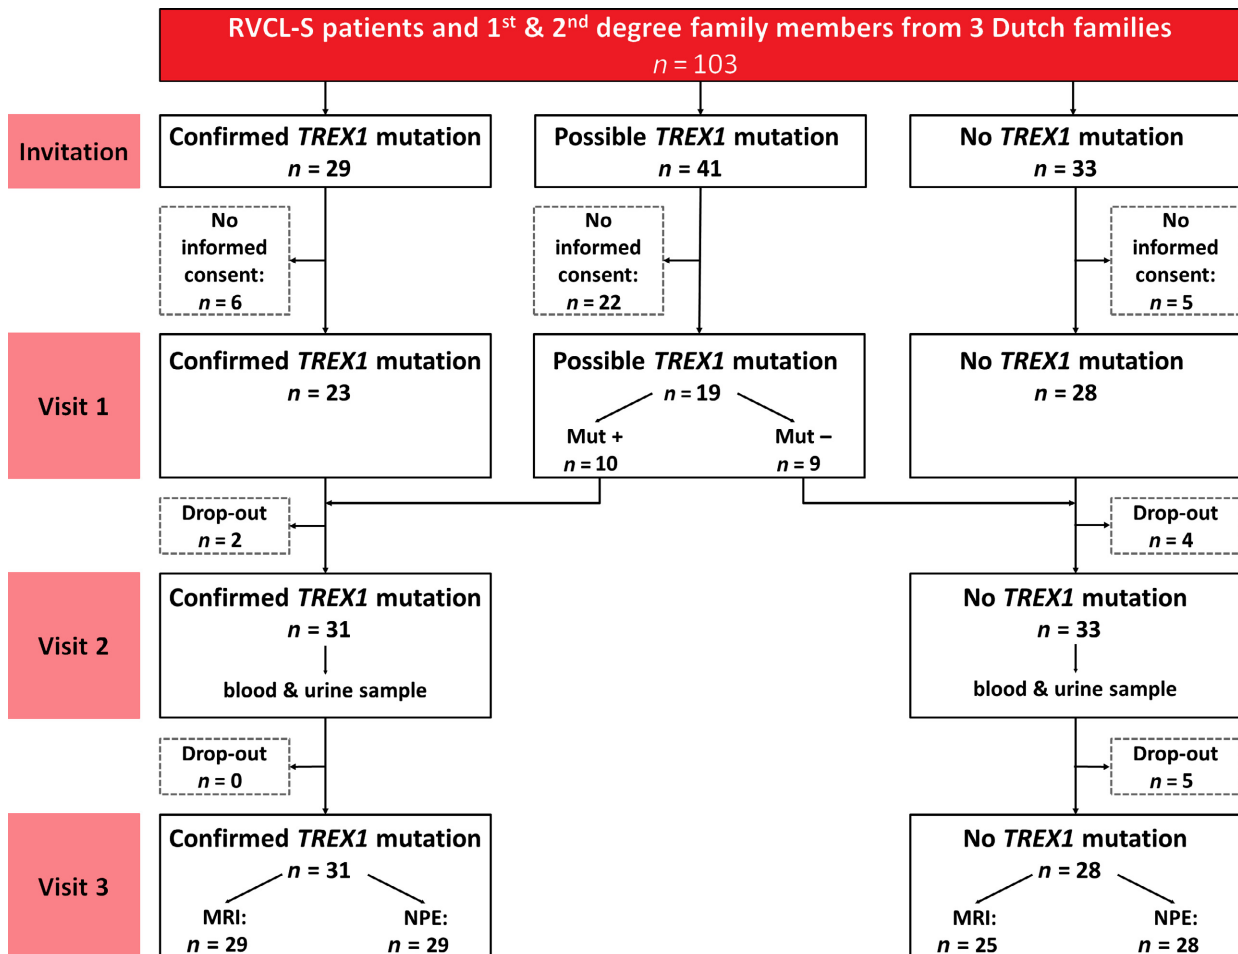 RVCL-S patients and 1st & 2nd degree family members from 3 Dutch families
n = 103
Invitation
Confirmed TREX1 mutation
n = 29
Possible TREX1 mutation
n = 41
No TREX1 mutation
n = 33
No
informed
consent:
n = 6
No
informed
consent:
n = 22
No
informed
consent:
n = 5
Visit 1
Confirmed TREX1 mutation
n = 23
Possible TREX1 mutation
n = 19
Mut +
n = 10
Mut –
n = 9
No TREX1 mutation
n = 28
Drop-out
n = 2
Drop-out
n = 4
Visit 2
Confirmed TREX1 mutation
n = 31
blood & urine sample
No TREX1 mutation
n = 33
blood & urine sample
Drop-out
n = 0
Drop-out
n = 5
Visit 3
Confirmed TREX1 mutation
n = 31
MRI:
n = 29
NPE:
n = 29
No TREX1 mutation
n = 28
MRI:
n = 25
NPE:
n = 28